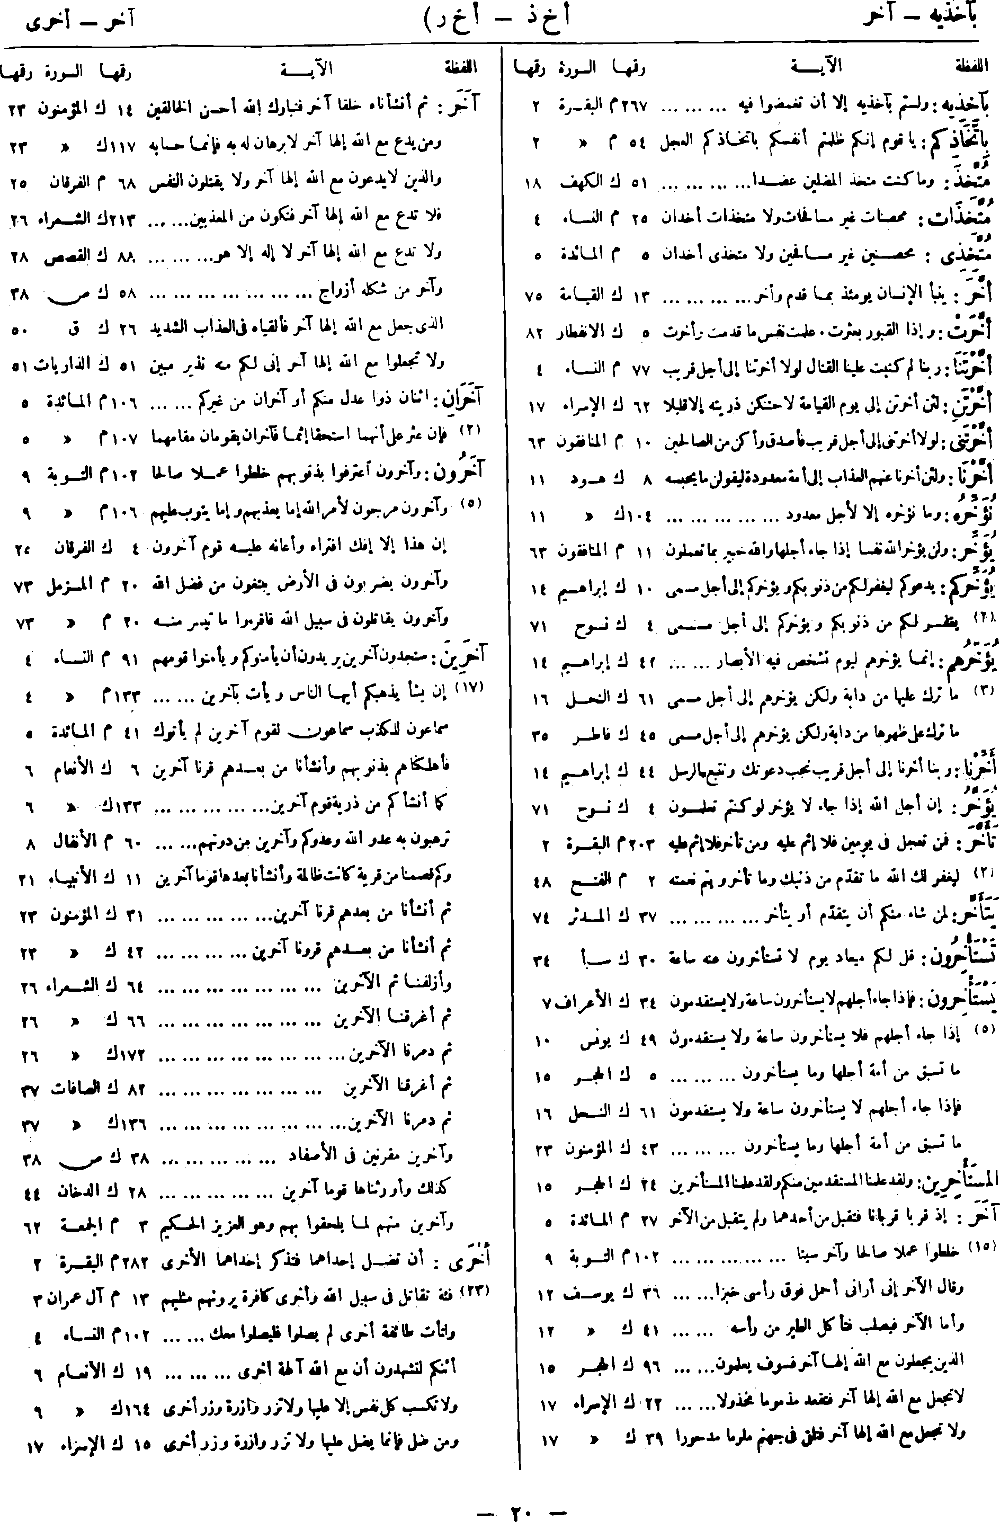 بآخذيه – آخر
أخذ – أخر)
آخر – أخرى
اللفظة الآية رقمها السورة رقمها
بآخذيه : ولستم بآخذيه إلا أن تغمضوا فيه ... ... ... ٢٦٧ م البقرة ٢
باتخاذكم : يا قوم إنكم ظلمتم أنفسكم باتخاذكم العجل ٥٤ م » ٢
متخذ : وما كنت متخذ المضلين عضدا... ... ... ... ٥١ ك الكهف ١٨
متخذات : محصنات غير مسافحات ولا متخذات أخدان ٢٥ م النساء ٤
متخذى : محصنين غير مسافحين ولا متخذى أخدان ٥ م المائدة ٥
أخر : ينبأ الإنسان يومئذ بما قدم وأخر... ... ... ... ١٣ ك القيامة ٧٥
أخرت : وإذا القبور بعثرت ٠ علمت نفس ما قدمت وأخرت ٥ ك الانفطار ٨٢
أخرتنا : ربنا لم كتبت علينا القتال لولا أخرتنا إلى أجل قريب ٧٧ م النساء ٤
أخرتن : لئن أخرتن إلى يوم القيامة لأحتنكن ذريته إلا قليلا ٦٢ ك الإسراء ١٧
أخرتنى : لولا أخرتنى إلى أجل قريب فأصدق وأكن من الصالحين ١٠ م المنافقون ٦٣
أخرنا : ولئن أخرنا عنهم العذاب إلى أمة معدودة ليقولن ما يحبسه ٨ ك هود ١١
نؤخره : وما نؤخره إلا لأجل معدود ... ... ... ... ... ١٠٤ ك » ١١
يؤخر : ولن يؤخر الله نفسا إذا جاء أجلها والله خبير بما تعملون ١١ م المنافقون ٦٣
يؤخركم : يدعوكم ليغفر لكم من ذنوبكم ويؤخركم إلى أجل مسمى ١٠ ك إبراهيم ١٤
(٢) يغفر لكم من ذنوبكم ويؤخركم إلى أجل مسمى ٤ ك نوح ٧١
يؤخرهم : إنما يؤخرهم ليوم تشخص فيه الأبصار ... ... ٤٢ ك إبراهيم ١٤
(٣) ما ترك عليها من دابة ولكن يؤخرهم إلى أجل مسمى ٦١ ك النحل ١٦
ما ترك على ظهرها من دابة ولكن يؤخرهم إلى أجل مسمى ٤٥ ك فاطر ٣٥
أخرنا : ربنا أخرنا إلى أجل قريب نجب دعوتك ونتبع الرسل ٤٤ ك إبراهيم ١٤
يؤخر : إن أجل الله إذا جاء لا يؤخر لو كنتم تعلمون ٤ ك نوح ٧١
تأخر : فمن تعجل فى يومين فلا إثم عليه ومن تأخر فلا إثم عليه ٢٠٣ م البقرة ٢
(٢) ليغفر لك الله ما تقدم من ذنبك وما تأخر ويتم نعمته ٢ م الفتح ٤٨
يتأخر : لمن شاء منكم أن يتقدم أو يتأخر... ... ... ... ٣٧ ك المدثر ٧٤
تستأخرون : قل لكم ميعاد يوم لا تستأخرون عنه ساعة ٣٠ ك سبأ ٣٤
يستأخرون : فإذا جاء أجلهم لا يستأخرون ساعة ولا يستقدمون ٣٤ ك الأعراف ٧
(٥) إذا جاء أجلهم فلا يستأخرون ساعة ولا يستقدمون ٤٩ ك يونس ١٠
ما تسبق من أمة أجلها وما يستأخرون ... ... ... ٥ ك الحجر ١٥
فإذا جاء أجلهم لا يستأخرون ساعة ولا يستقدمون ٦١ ك النحل ١٦
ما تسبق من أمة أجلها وما يستأخرون ... ... ... ٤٣ ك المؤمنون ٢٣
المستأخرين : ولقد علمنا المستقدمين منكم ولقد علمنا المستأخرين ٢٤ ك الحجر ١٥
آخر : إذ قربا قربانا فتقبل من أحدهما ولم يتقبل من الآخر ٢٧ م المائدة ٥
(١٥) خلطوا عملا صالحا وآخر سيئا ... ... ... ... ... ١٠٢ م التوبة ٩
وقال الآخر إنى أرانى أحمل فوق رأسى خبزا... ... ٣٦ ك يوسف ١٢
وأما الآخر فيصلب فتأكل الطير من رأسه ... ... ٤١ ك » ١٢
الذين يجعلون مع الله إلها آخر فسوف يعلمون... ... ٩٦ ك الحجر ١٥
لا تجعل مع الله إلها آخر فتقعد مذموما مخذولا... ... ٢٢ ك الإسراء ١٧
ولا تجعل مع الله إلها آخر فتلقى فى جهنم ملوما مدحورا ٣٩ ك » ١٧
اللفظة الآية رقمها السورة رقمها
آخر : ثم أنشأناه خلقا آخر فتبارك الله أحسن الخالقين ١٤ ك المؤمنون ٢٣
ومن يدع مع الله إلها آخر لا برهان له به فإنما حسابه ١١٧ ك » ٢٣
والذين لا يدعون مع الله إلها آخر ولا يقتلون النفس ٦٨ م الفرقان ٢٥
فلا تدع مع الله إلها آخر فتكون من المعذبين... ... ٢١٣ ك الشعراء ٢٦
ولا تدع مع الله إلها آخر لا إله إلا هو... ... ... ٨٨ ك القصص ٢٨
وآخر من شكله أزواج ... ... ... ... ... ... ٥٨ ك ص ٣٨
الذى جعل مع الله إلها آخر فألقياه فى العذاب الشديد ٢٦ ك ق ٥٠
ولا تجعلوا مع الله إلها آخر إنى لكم منه نذير مبين ٥١ ك الذاريات ٥١
آخران : اثنان ذوا عدل منكم أو آخران من غيركم ... ... ١٠٦ م المائدة ٥
(٢) فإن عثر على أنهما استحقا إثما فآخران يقومان مقامهما ١٠٧ م » ٥
آخرون : وآخرون اعترفوا بذنوبهم خلطوا عملا صالحا ١٠٢ م التوبة ٩
(٥) وآخرون مرجون لأمر الله إما يعذبهم وإما يتوب عليهم ١٠٦ م » ٩
إن هذا إلا إفك افتراه وأعانه عليه قوم آخرون ٤ ك الفرقان ٢٥
وآخرون يضربون فى الأرض يبتغون من فضل الله ٢٠ م المزمل ٧٣
وآخرون يقاتلون فى سبيل الله فاقرءوا ما تيسر منه ٢٠ م » ٧٣
آخرين : ستجدون آخرين يريدون أن يأمنوكم ويأمنوا قومهم ٩١ م النساء ٤
(١٧) إن يشأ يذهبكم أيها الناس ويأت بآخرين ... ... ١٣٣ م » ٤
سماعون للكذب سماعون لقوم آخرين لم يأتوك ٤١ م المائدة ٥
فأهلكناهم بذنوبهم وأنشأنا من بعدهم قرنا آخرين ٦ ك الأنعام ٦
كما أنشأكم من ذرية قوم آخرين... ... ... ... ... ١٣٣ ك » ٦
ترهبون به عدو الله وعدوكم وآخرين من دونهم... ... ٦٠ م الأنفال ٨
وكم قصمنا من قرية كانت ظالمة وأنشأنا بعدها قوما آخرين ١١ ك الأنبياء ٢١
ثم أنشأنا من بعدهم قرنا آخرين... ... ... ... ... ٣١ ك المؤمنون ٢٣
ثم أنشأنا من بعدهم قرونا آخرين ... ... ... ... ٤٢ ك » ٢٣
وأزلفنا ثم الآخرين ... ... ... ... ... ... ... ٦٤ ك الشعراء ٢٦
ثم أغرقنا الآخرين ... ... ... ... ... ... ... ٦٦ ك » ٢٦
ثم دمرنا الآخرين ... ... ... ... ... ... ... ... ١٧٢ ك » ٢٦
ثم أغرقنا الآخرين ... ... ... ... ... ... ... ٨٢ ك الصافات ٣٧
ثم دمرنا الآخرين... ... ... ... ... ... ... ... ١٣٦ ك » ٣٧
وآخرين مقرنين فى الأصفاد ... ... ... ... ... ٣٨ ك ص ٣٨
كذلك وأورثناها قوما آخرين ... ... ... ... ... ٢٨ ك الدخان ٤٤
وآخرين منهم لما يلحقوا بهم وهو العزيز الحكيم ٣ م الجمعة ٦٢
أخرى : أن تضل إحداهما فتذكر إحداهما الأخرى ٢٨٢ م البقرة ٢
(٢٣) فئة تقاتل فى سبيل الله وأخرى كافرة يرونهم مثليهم ١٣ م آل عمران ٣
ولتأت طائفة أخرى لم يصلوا فليصلوا معك ... ... ١٠٢ م النساء ٤
أئنكم لتشهدون أن مع الله آلهة أخرى ... ... ... ١٩ ك الأنعام ٦
ولا تكسب كل نفس إلا عليها ولا تزر وازرة وزر أخرى ١٦٤ ك » ٦
ومن ضل فإنما يضل عليها ولا تزر وازرة وزر أخرى ١٥ ك الإسراء ١٧
– ٢٠ –